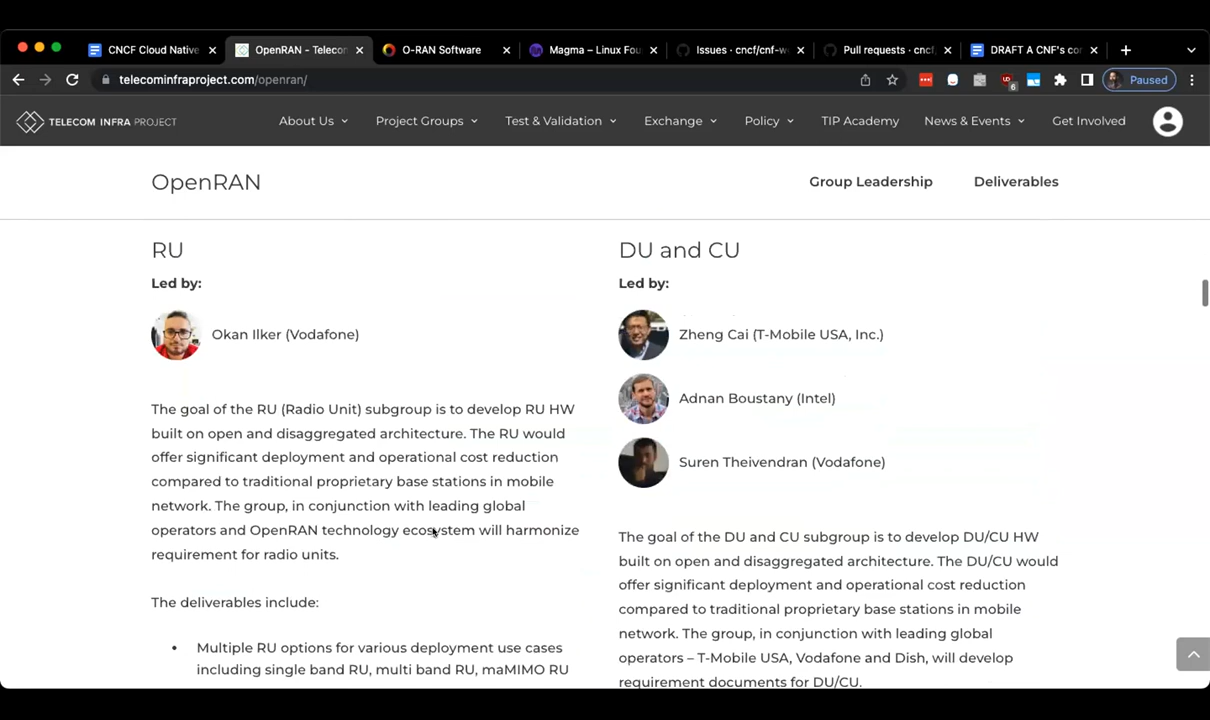 CNCF Cloud Native
OpenRAN - Telecon
O-RAN Software
Magma – Linux Fou
Issues · cncf/cnf-w
Pull requests · cncf/
DRAFT A CNF's co
telecominfraproject.com/openran/
6
Paused
TELECOM INFRA PROJECT
About Us
Project Groups
Test & Validation
Exchange
Policy
TIP Academy
News & Events
Get Involved
OpenRAN
Group Leadership
Deliverables
RU
Led by:
Okan Ilker (Vodafone)
The goal of the RU (Radio Unit) subgroup is to develop RU HW
built on open and disaggregated architecture. The RU would
offer significant deployment and operational cost reduction
compared to traditional proprietary base stations in mobile
network. The group, in conjunction with leading global
operators and OpenRAN technology ecosystem will harmonize
requirement for radio units.
The deliverables include:
• Multiple RU options for various deployment use cases
including single band RU, multi band RU, maMIMO RU
DU and CU
Led by:
Zheng Cai (T-Mobile USA, Inc.)
Adnan Boustany (Intel)
Suren Theivendran (Vodafone)
The goal of the DU and CU subgroup is to develop DU/CU HW
built on open and disaggregated architecture. The DU/CU would
offer significant deployment and operational cost reduction
compared to traditional proprietary base stations in mobile
network. The group, in conjunction with leading global
operators – T-Mobile USA, Vodafone and Dish, will develop
requirement documents for DU/CU.